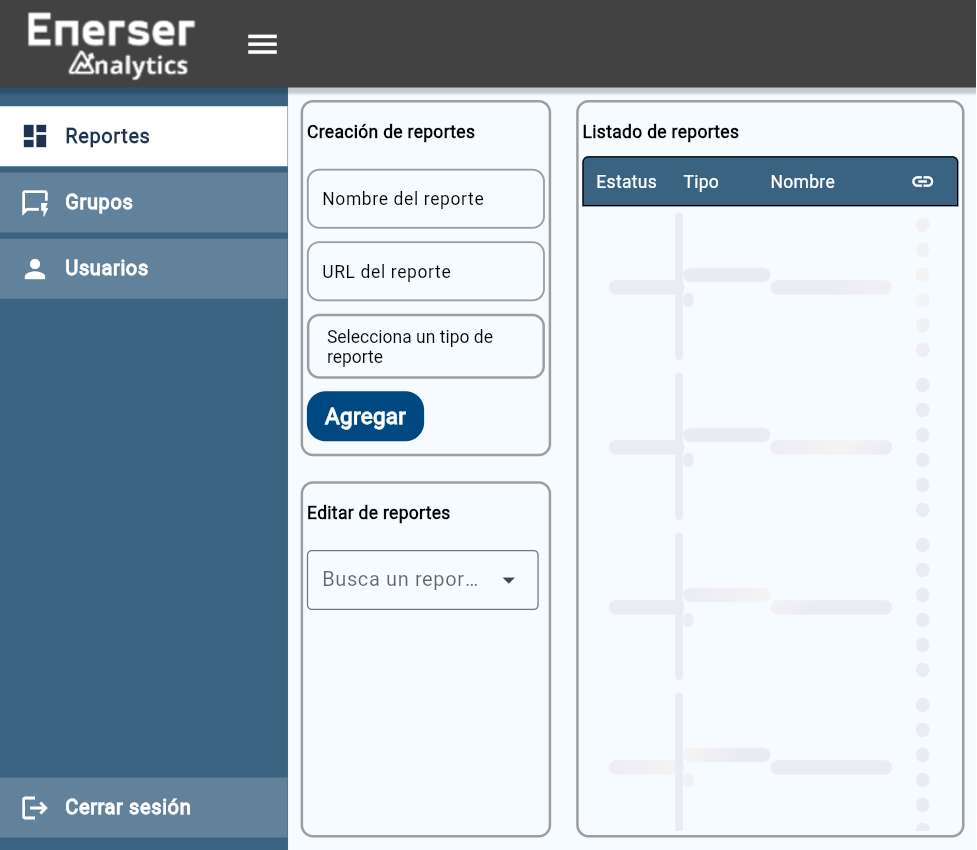 Enerser
Analytics
Reportes
Grupos
Usuarios
Cerrar sesión
Creación de reportes
Nombre del reporte
URL del reporte
Selecciona un tipo de
reporte
Agregar
Editar de reportes
Busca un repor...
Listado de reportes
Estatus Tipo Nombre